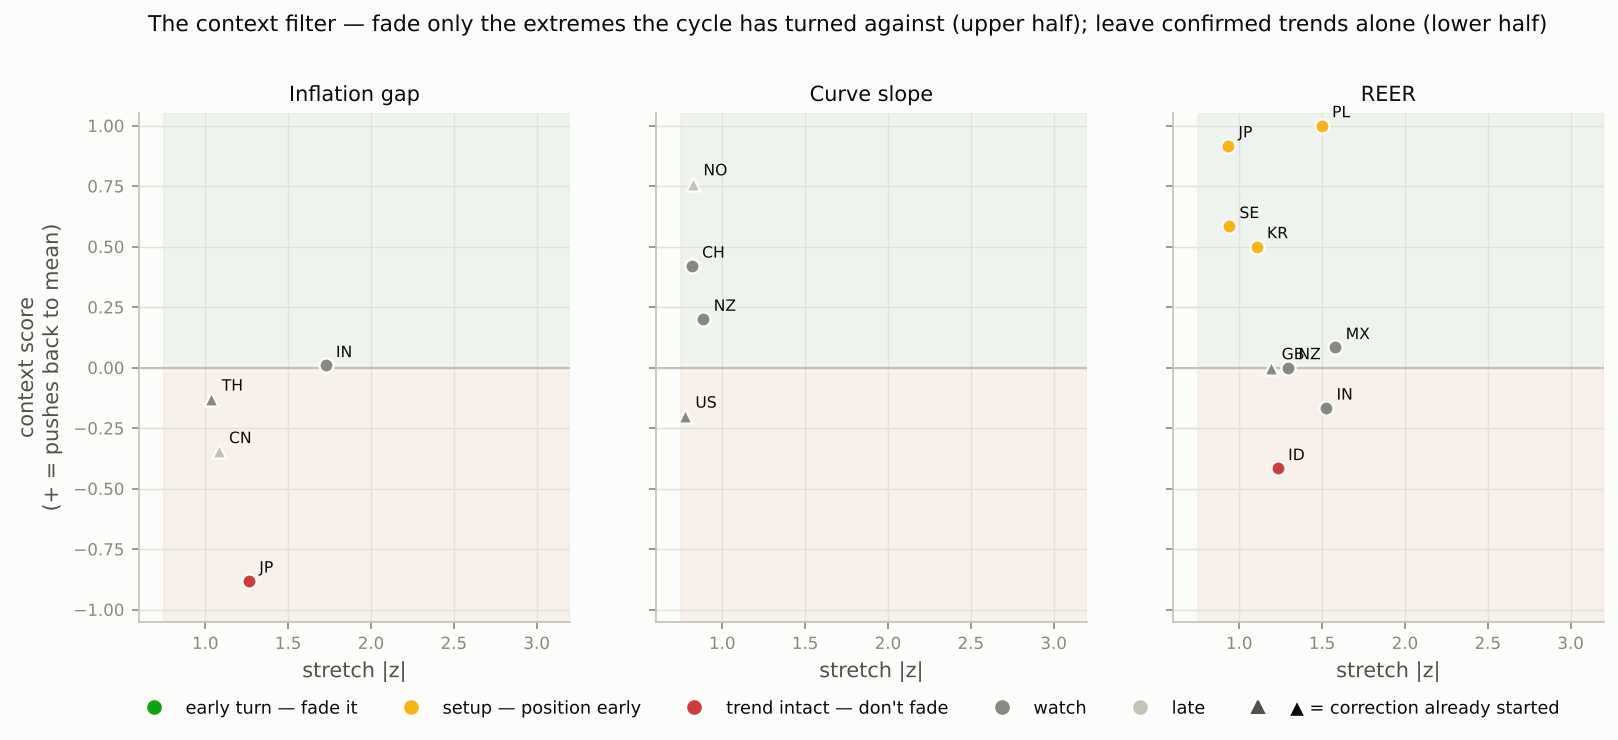 The context filter — fade only the extremes the cycle has turned against (upper half); leave confirmed trends alone (lower half)
Inflation gap
Curve slope
REER
context score
(+ = pushes back to mean)
1.00
0.75
0.50
0.25
0.00
−0.25
−0.50
−0.75
−1.00
IN
TH
CN
JP
1.0 1.5 2.0 2.5 3.0
stretch |z|
NO
CH
NZ
US
1.0 1.5 2.0 2.5 3.0
stretch |z|
PL
JP
SE
KR
MX
GB
NZ
IN
ID
1.0 1.5 2.0 2.5 3.0
stretch |z|
early turn — fade it setup — position early trend intact — don't fade watch late ▲ = correction already started